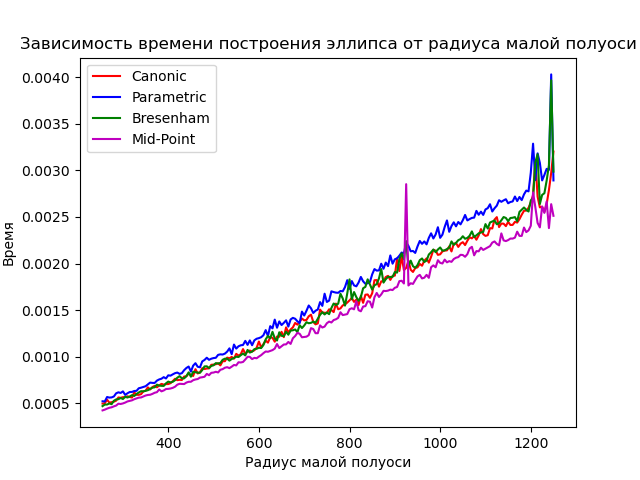 Зависимость времени построения эллипса от радиуса малой полуоси
Canonic
Parametric
Bresenham
Mid-Point
0.0040
0.0035
0.0030
0.0025
0.0020
0.0015
0.0010
0.0005
Время
400 600 800 1000 1200
Радиус малой полуоси